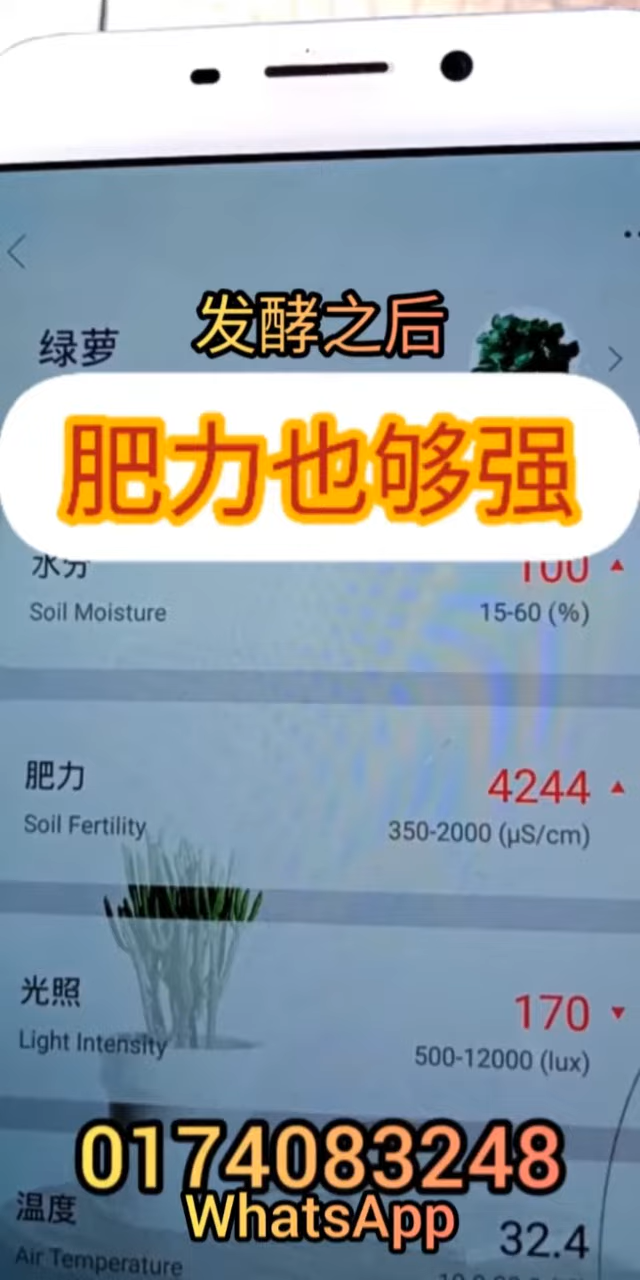 发酵之后
绿萝
肥力也够强
水分
100
Soil Moisture
15-60 (%)
肥力
4244
Soil Fertility
350-2000 (µS/cm)
光照
170
Light Intensity
500-12000 (lux)
0174083248
WhatsApp
温度
32.4
Air Temperature